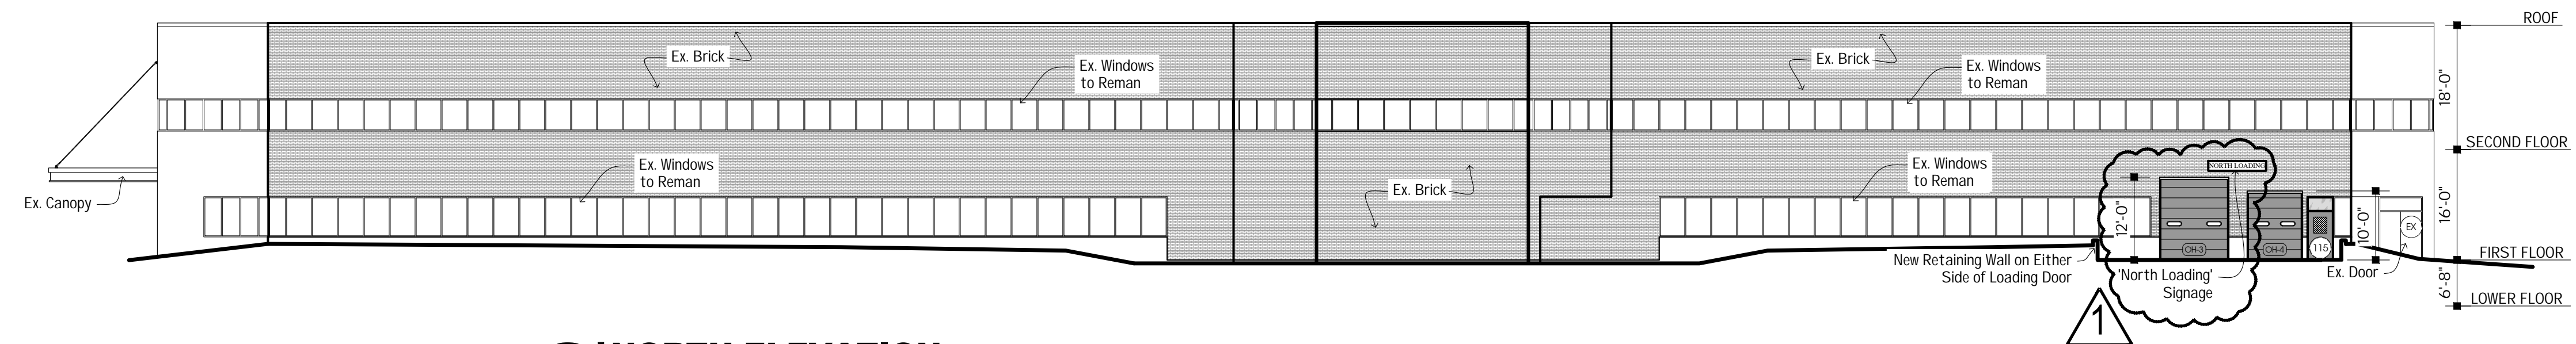 ROOF
Ex. Brick
Ex. Brick
Ex. Windows
to Reman
Ex. Windows
to Reman
18'-0"
SECOND FLOOR
Ex. Windows
to Reman
Ex. Windows
to Reman
NORTH LOADING
Ex. Brick
Ex. Canopy
12'-0"
10'-0"
16'-0"
OH-3
OH-4
115
EX
New Retaining Wall on Either
Side of Loading Door
'North Loading'
Signage
Ex. Door
FIRST FLOOR
6'-8"
LOWER FLOOR
1
NORTH ELEVATION